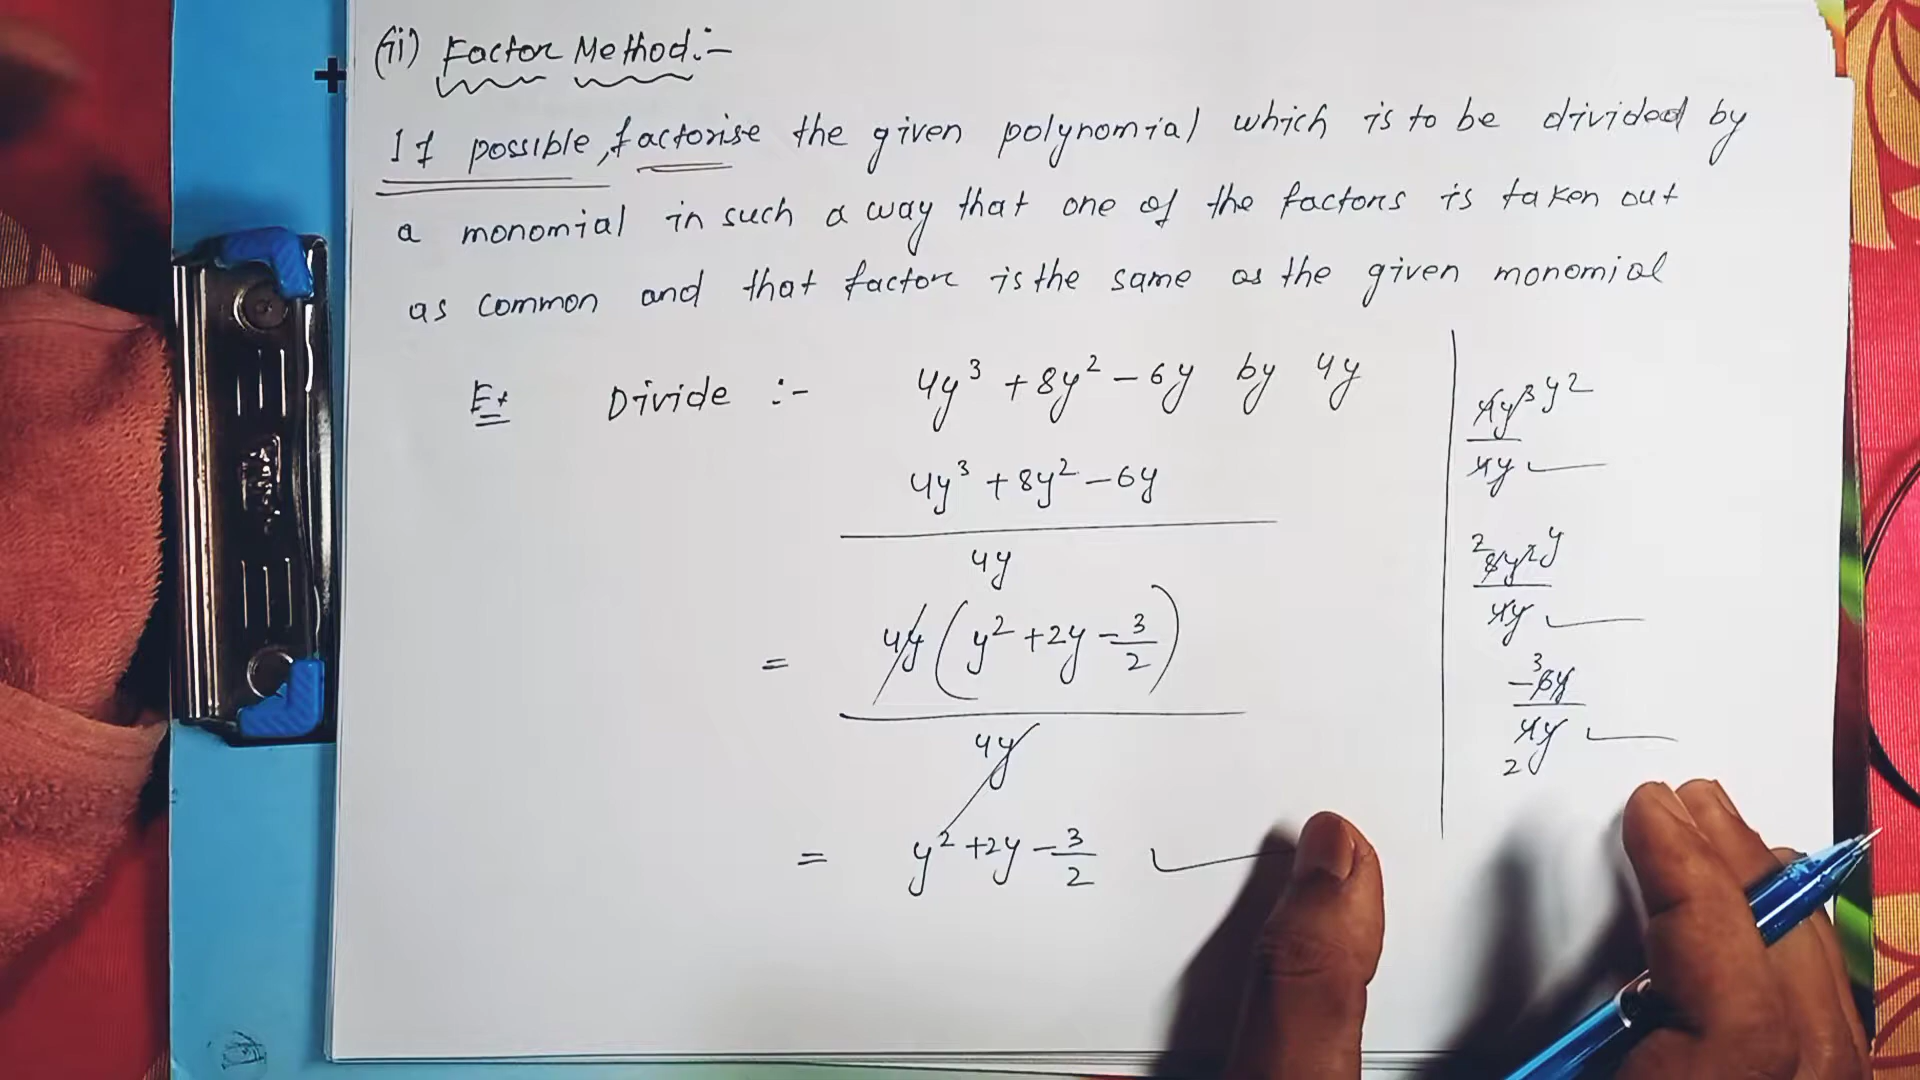 (ii) Factor Method:-
If possible, factorise the given polynomial which is to be divided by
a monomial in such a way that one of the factors is taken out
as common and that factor is the same as the given monomial
Ex Divide :- 4y³ + 8y² - 6y by 4y
4y³ + 8y² - 6y
4y
= 4y (y² + 2y - 3/2)
4y
= y² + 2y - 3/2
4y³ y²
4y
2 8y² y
4y
3
-6y
4y
2